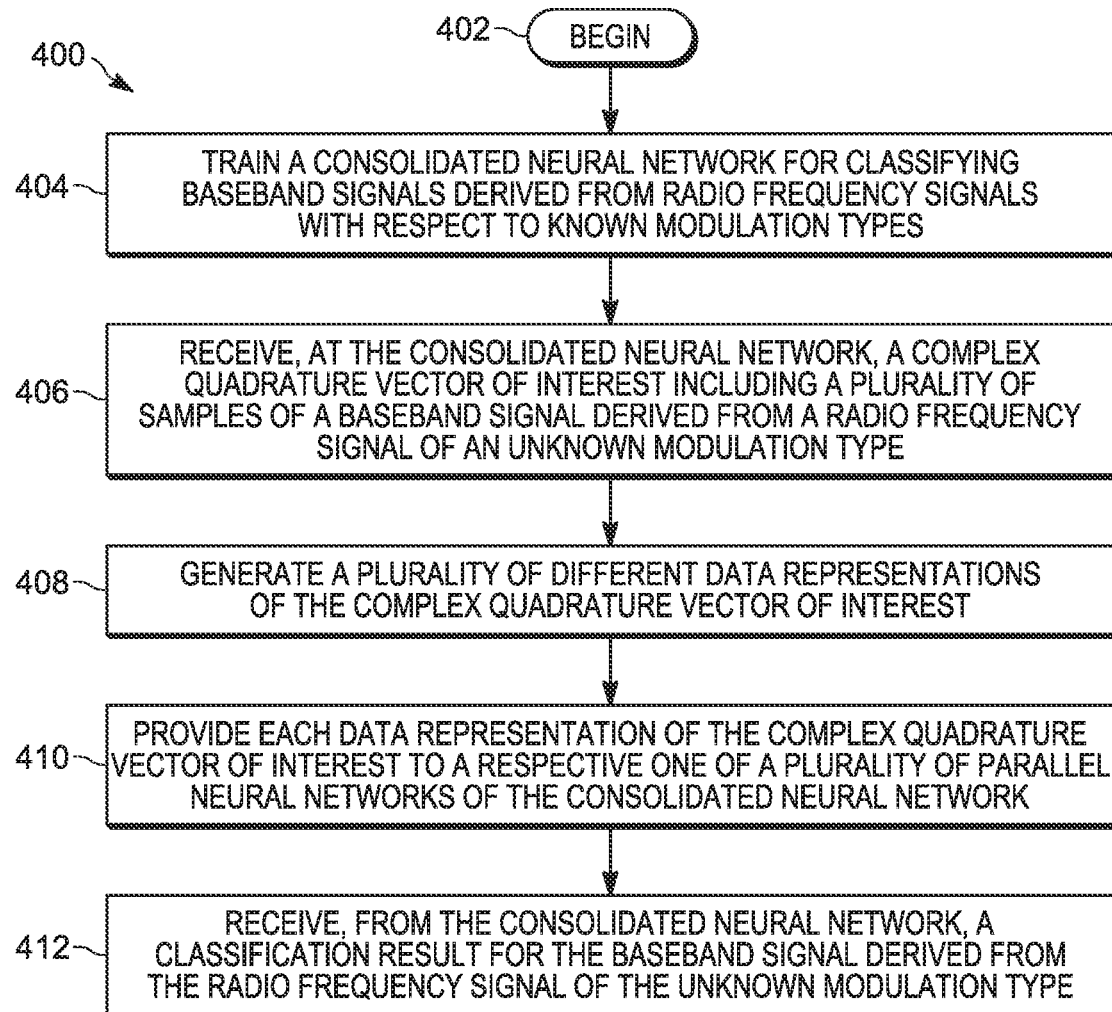 402
BEGIN
400
404
TRAIN A CONSOLIDATED NEURAL NETWORK FOR CLASSIFYING
BASEBAND SIGNALS DERIVED FROM RADIO FREQUENCY SIGNALS
WITH RESPECT TO KNOWN MODULATION TYPES
406
RECEIVE, AT THE CONSOLIDATED NEURAL NETWORK, A COMPLEX
QUADRATURE VECTOR OF INTEREST INCLUDING A PLURALITY OF
SAMPLES OF A BASEBAND SIGNAL DERIVED FROM A RADIO FREQUENCY
SIGNAL OF AN UNKNOWN MODULATION TYPE
408
GENERATE A PLURALITY OF DIFFERENT DATA REPRESENTATIONS
OF THE COMPLEX QUADRATURE VECTOR OF INTEREST
410
PROVIDE EACH DATA REPRESENTATION OF THE COMPLEX QUADRATURE
VECTOR OF INTEREST TO A RESPECTIVE ONE OF A PLURALITY OF PARALLEL
NEURAL NETWORKS OF THE CONSOLIDATED NEURAL NETWORK
412
RECEIVE, FROM THE CONSOLIDATED NEURAL NETWORK, A
CLASSIFICATION RESULT FOR THE BASEBAND SIGNAL DERIVED FROM
THE RADIO FREQUENCY SIGNAL OF THE UNKNOWN MODULATION TYPE